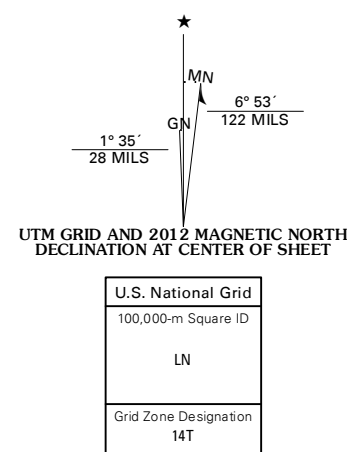 ★
MN
GN
6° 53´
122 MILS
1° 35´
28 MILS
UTM GRID AND 2012 MAGNETIC NORTH
DECLINATION AT CENTER OF SHEET
U.S. National Grid
100,000-m Square ID
LN
Grid Zone Designation
14T